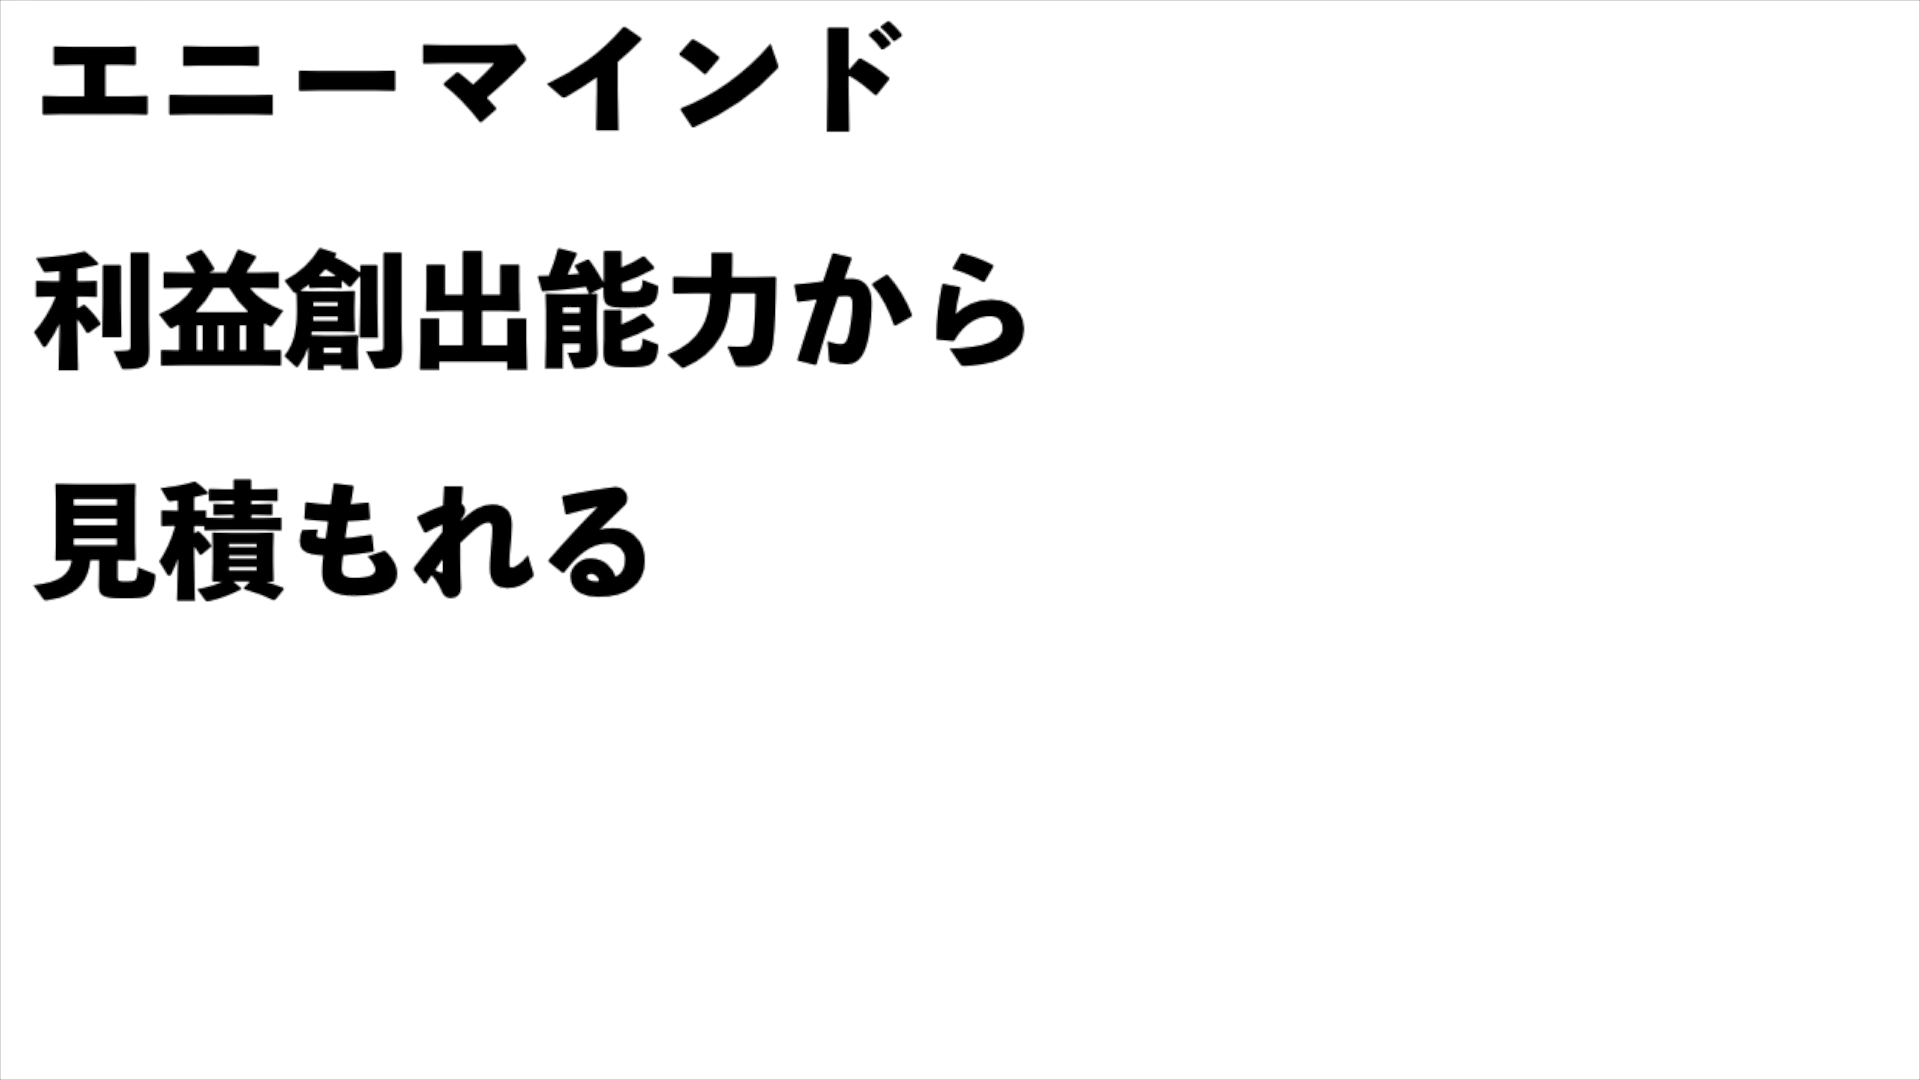 エニーマインド
利益創出能力から
見積もれる